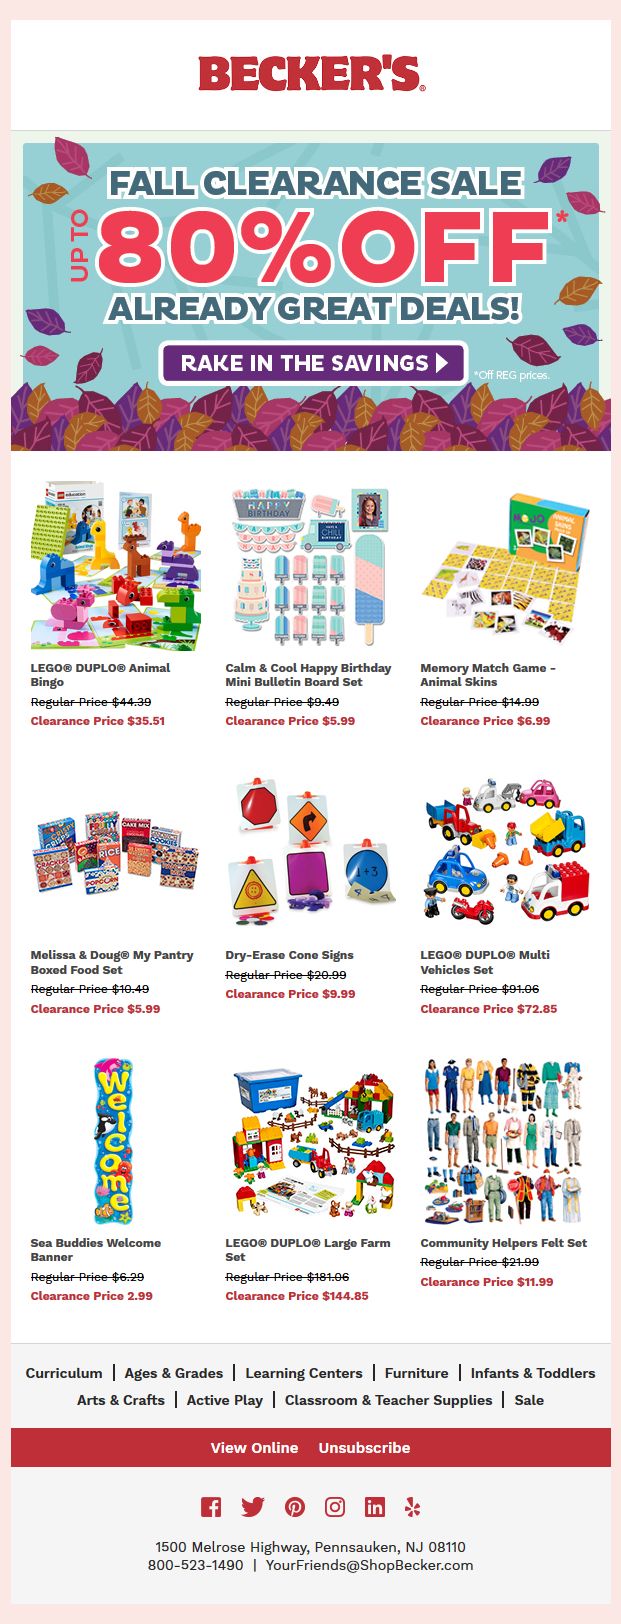 BECKER'S®
FALL CLEARANCE SALE
UP TO
80% OFF*
ALREADY GREAT DEALS!
RAKE IN THE SAVINGS
*Off REG prices.
LEGO® DUPLO® Animal
Bingo
Regular Price $44.39
Clearance Price $35.51
Calm & Cool Happy Birthday
Mini Bulletin Board Set
Regular Price $9.49
Clearance Price $5.99
Memory Match Game -
Animal Skins
Regular Price $14.99
Clearance Price $6.99
Melissa & Doug® My Pantry
Boxed Food Set
Regular Price $10.49
Clearance Price $5.99
Dry-Erase Cone Signs
Regular Price $20.99
Clearance Price $9.99
LEGO® DUPLO® Multi
Vehicles Set
Regular Price $91.06
Clearance Price $72.85
Welcome
Sea Buddies Welcome
Banner
Regular Price $6.29
Clearance Price 2.99
LEGO® DUPLO® Large Farm
Set
Regular Price $181.06
Clearance Price $144.85
Community Helpers Felt Set
Regular Price $21.99
Clearance Price $11.99
Curriculum | Ages & Grades | Learning Centers | Furniture | Infants & Toddlers
Arts & Crafts | Active Play | Classroom & Teacher Supplies | Sale
View Online Unsubscribe
1500 Melrose Highway, Pennsauken, NJ 08110
800-523-1490 | YourFriends@ShopBecker.com